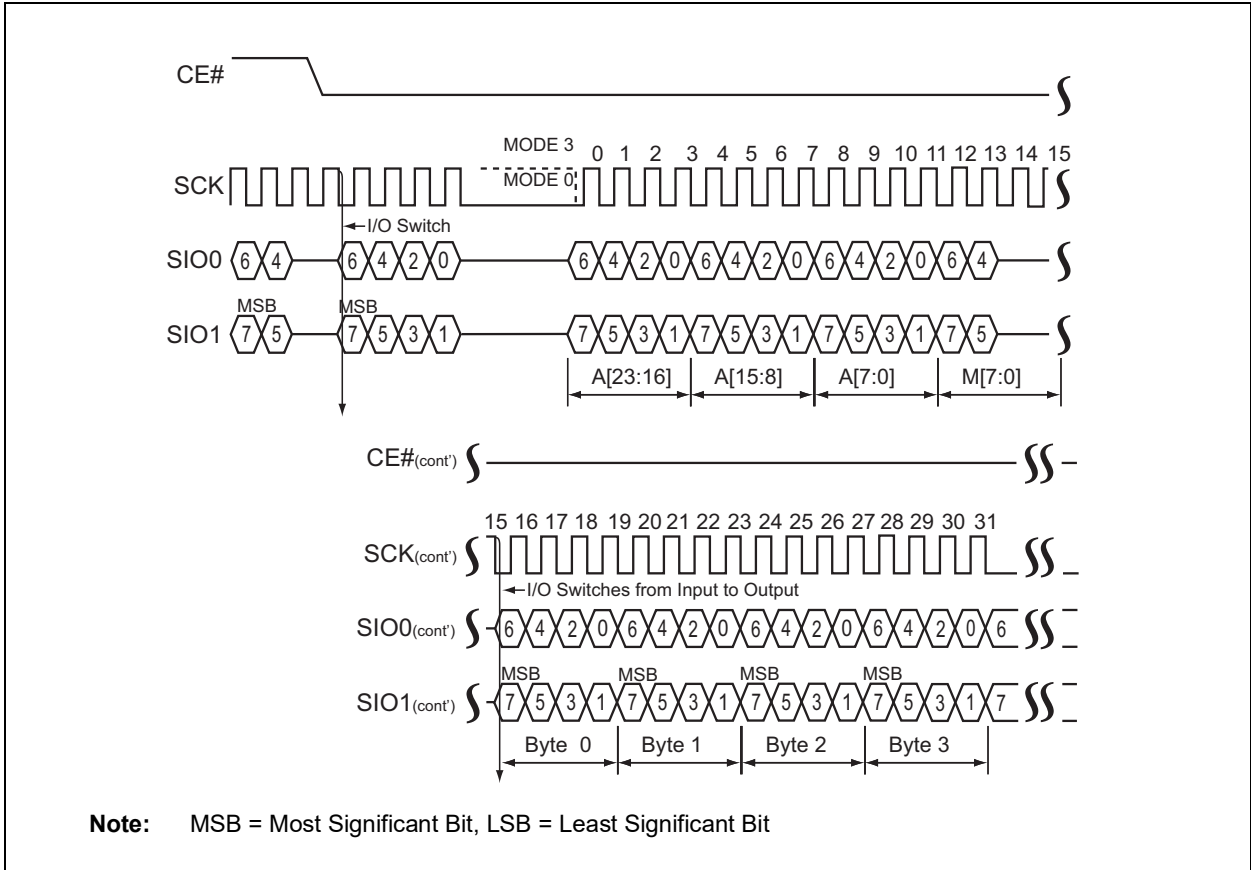 CE#
MODE 3
0 1 2 3 4 5 6 7 8 9 10 11 12 13 14 15
SCK
MODE 0
I/O Switch
SIO0 6 4 6 4 2 0 6 4 2 0 6 4 2 0 6 4 2 0 6 4
MSB MSB
SIO1 7 5 7 5 3 1 7 5 3 1 7 5 3 1 7 5 3 1 7 5
A[23:16] A[15:8] A[7:0] M[7:0]
CE#(cont')
15 16 17 18 19 20 21 22 23 24 25 26 27 28 29 30 31
SCK(cont')
I/O Switches from Input to Output
SIO0(cont') 6 4 2 0 6 4 2 0 6 4 2 0 6 4 2 0 6
MSB MSB MSB MSB
SIO1(cont') 7 5 3 1 7 5 3 1 7 5 3 1 7 5 3 1 7
Byte 0 Byte 1 Byte 2 Byte 3
Note: MSB = Most Significant Bit, LSB = Least Significant Bit